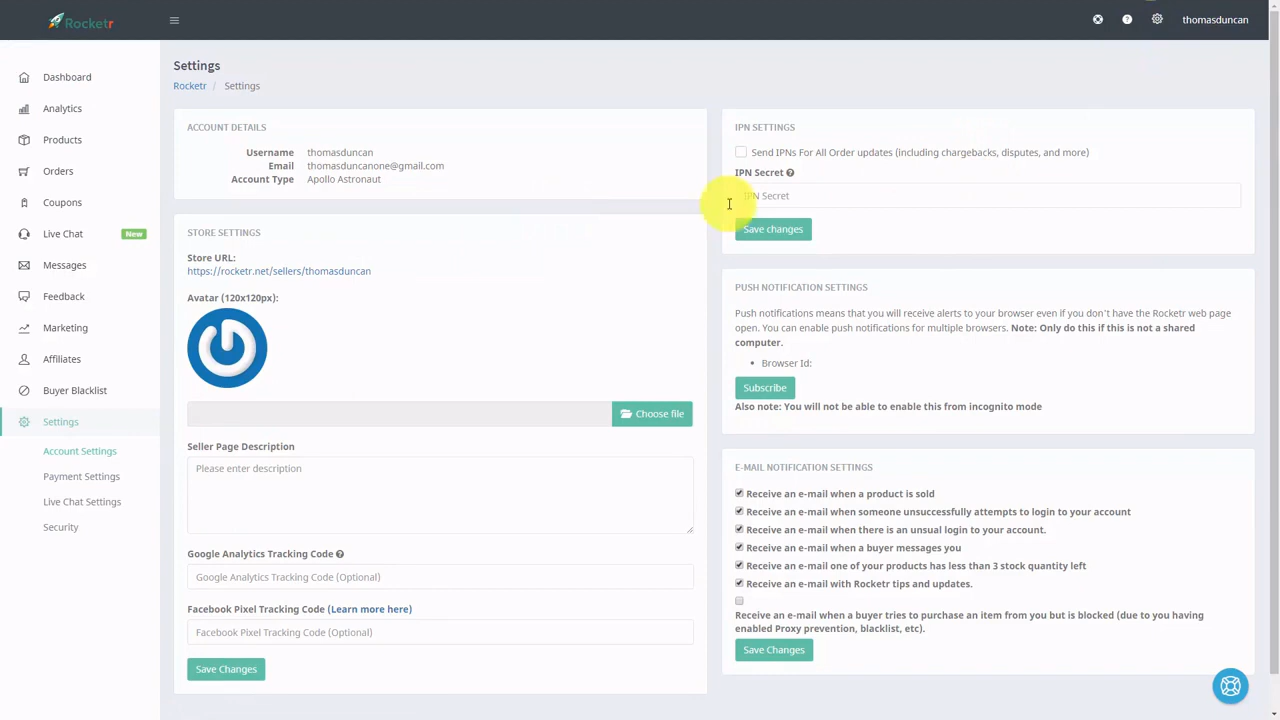 Rocketr
thomasduncan
Dashboard
Analytics
Products
Orders
Coupons
Live Chat
New
Messages
Feedback
Marketing
Affiliates
Buyer Blacklist
Settings
Account Settings
Payment Settings
Live Chat Settings
Security
Settings
Rocketr / Settings
ACCOUNT DETAILS
Username thomasduncan
Email thomasduncanone@gmail.com
Account Type Apollo Astronaut
STORE SETTINGS
Store URL:
https://rocketr.net/sellers/thomasduncan
Avatar (120x120px):
Choose file
Seller Page Description
Please enter description
Google Analytics Tracking Code
Google Analytics Tracking Code (Optional)
Facebook Pixel Tracking Code (Learn more here)
Facebook Pixel Tracking Code (Optional)
Save Changes
IPN SETTINGS
Send IPNs For All Order updates (including chargebacks, disputes, and more)
IPN Secret
IPN Secret
Save changes
PUSH NOTIFICATION SETTINGS
Push notifications means that you will receive alerts to your browser even if you don't have the Rocketr web page
open. You can enable push notifications for multiple browsers. Note: Only do this if this is not a shared
computer.
• Browser Id:
Subscribe
Also note: You will not be able to enable this from incognito mode
E-MAIL NOTIFICATION SETTINGS
Receive an e-mail when a product is sold
Receive an e-mail when someone unsuccessfully attempts to login to your account
Receive an e-mail when there is an unsual login to your account.
Receive an e-mail when a buyer messages you
Receive an e-mail one of your products has less than 3 stock quantity left
Receive an e-mail with Rocketr tips and updates.
Receive an e-mail when a buyer tries to purchase an item from you but is blocked (due to you having
enabled Proxy prevention, blacklist, etc).
Save Changes